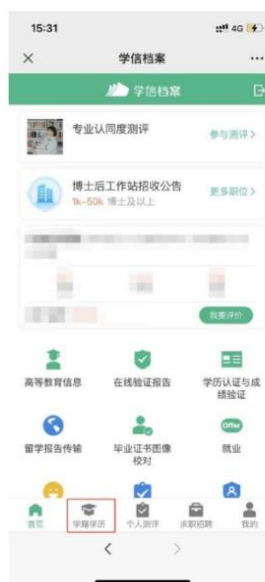 15:31
4G
学信档案
学信档案
专业认同度测评
参与测评 >
博士后工作站招收公告
更多职位 >
1k-50k 博士及以上
我要评价
高等教育信息
在线验证报告
学历认证与成
绩验证
Offer
留学报告传输
毕业证书图像
校对
就业
首页
学籍学历
个人测评
求职招聘
我的